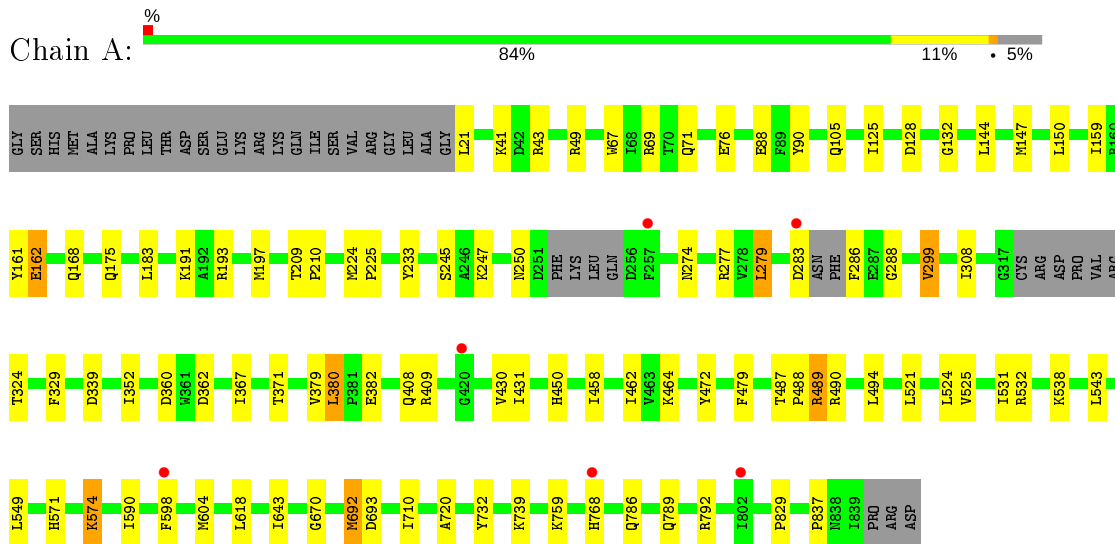 %
Chain A:
84% 11% • 5%
GLY SER HIS MET ALA LYS PRO LEU THR ASP SER GLU LYS ARG LYS GLN ILE SER VAL ARG GLY LEU ALA GLY L21 K41 D42 R43 R49 W67 I68 R69 T70 Q71 E76 E88 F89 Y90 Q105 I125 D128 G132 L144 M147 L150 I159 R160
Y161 E162 Q168 Q175 L183 K191 A192 R193 M197 T209 P210 M224 P225 Y233 S245 A246 K247 N250 D251 PHE LYS LEU GLN D256 F257 N274 R277 V278 L279 D283 ASN PHE F286 E287 G288 V299 I308 G317 CYS ARG ASP PRO VAL ARG
T324 F329 D339 I352 D360 W361 D362 I367 T371 V379 L380 P381 E382 Q408 R409 G420 V430 I431 H450 I458 I462 V463 K464 Y472 F479 T487 P488 R489 R490 L494 L521 L524 V525 I531 R532 K538 L543
L549 H571 K574 I590 F598 M604 L618 I643 G670 M692 D693 I710 A720 Y732 K739 K759 H768 Q786 Q789 R792 I802 P829 P837 N838 I839 PRO ARG ASP